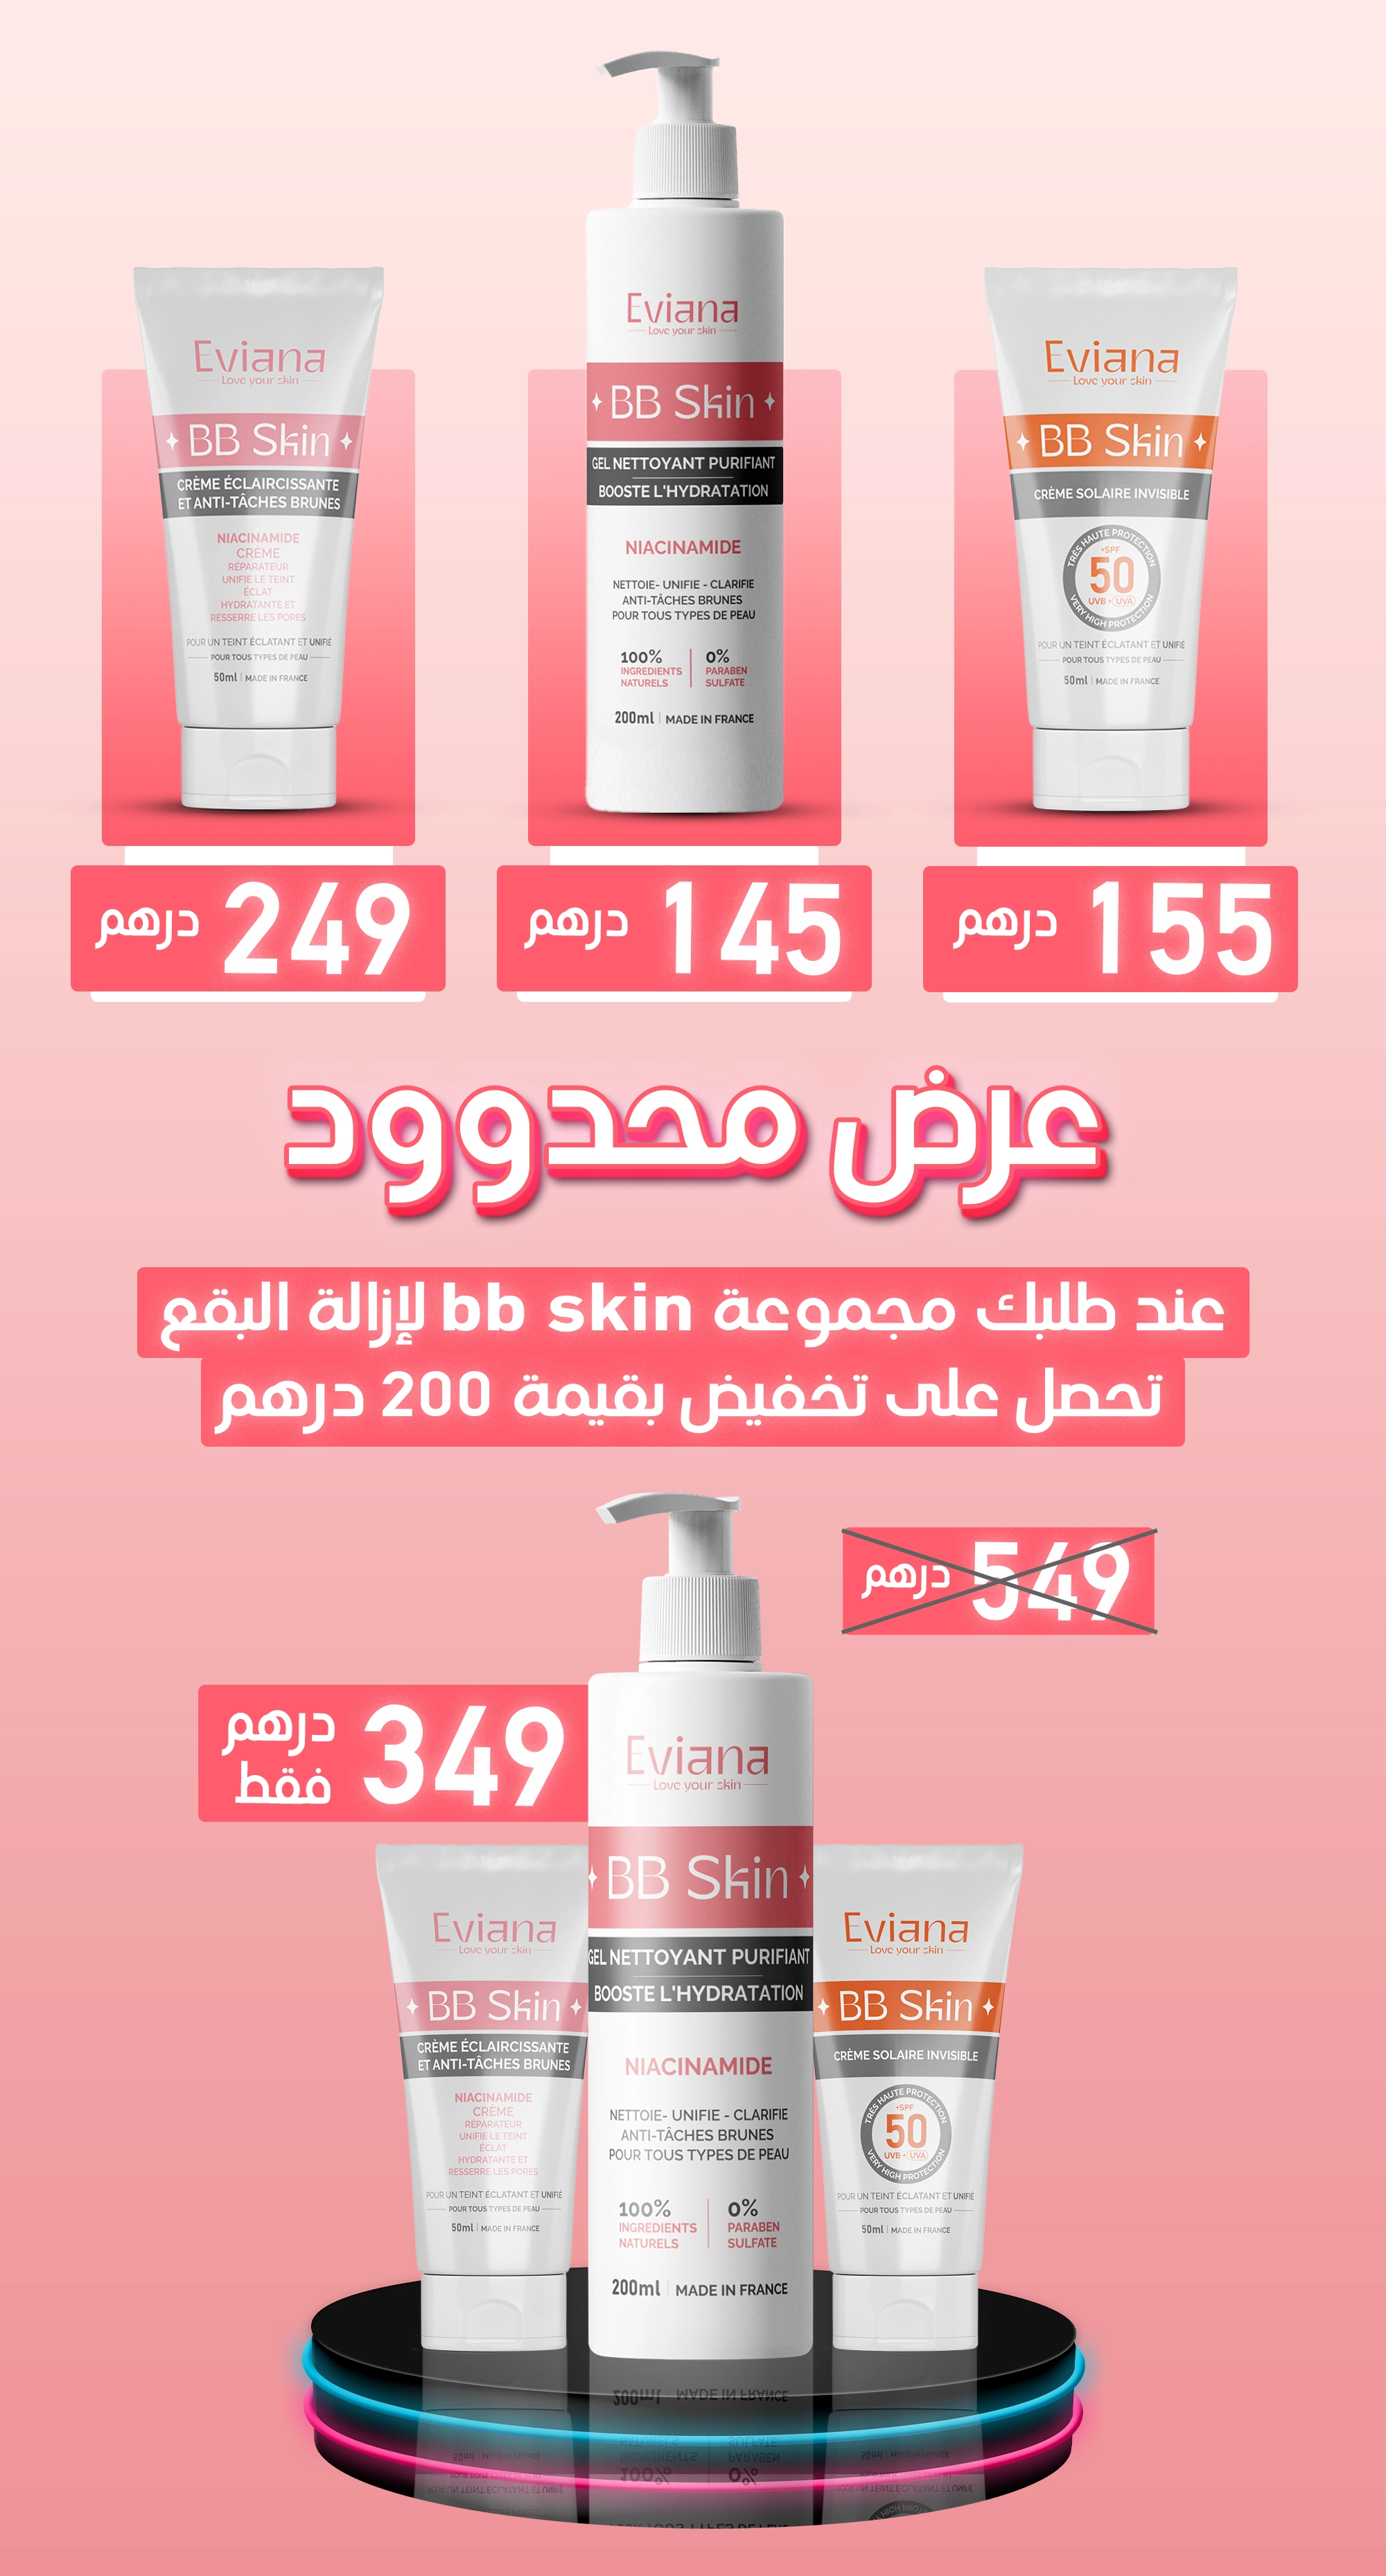 Eviana
Love your skin
BB Skin
CRÈME ÉCLAIRCISSANTE
ET ANTI-TÂCHES BRUNES
NIACINAMIDE
CRÈME
RÉPARATEUR
UNIFIE LE TEINT
ÉCLAT
HYDRATANTE ET
RESSERRE LES PORES
POUR UN TEINT ÉCLATANT ET UNIFIÉ
POUR TOUS TYPES DE PEAU
50ml | MADE IN FRANCE
249 درهم
Eviana
Love your skin
BB Skin
GEL NETTOYANT PURIFIANT
BOOSTE L'HYDRATATION
NIACINAMIDE
NETTOIE- UNIFIE - CLARIFIE
ANTI-TÂCHES BRUNES
POUR TOUS TYPES DE PEAU
100% INGREDIENTS NATURELS
0% PARABEN SULFATE
200ml | MADE IN FRANCE
145 درهم
Eviana
Love your skin
BB Skin
CRÈME SOLAIRE INVISIBLE
TRÈS HAUTE PROTECTION
+SPF
50
UVB + UVA
VERY HIGH PROTECTION
POUR UN TEINT ÉCLATANT ET UNIFIÉ
POUR TOUS TYPES DE PEAU
50ml | MADE IN FRANCE
155 درهم
عرض محدوود
عند طلبك مجموعة bb skin لإزالة البقع
تحصل على تخفيض بقيمة 200 درهم
549 درهم
349 درهم
فقط
Eviana
Love your skin
BB Skin
CRÈME ÉCLAIRCISSANTE
ET ANTI-TÂCHES BRUNES
NIACINAMIDE
CRÈME
RÉPARATEUR
UNIFIE LE TEINT
ÉCLAT
HYDRATANTE ET
RESSERRE LES PORES
POUR UN TEINT ÉCLATANT ET UNIFIÉ
POUR TOUS TYPES DE PEAU
50ml | MADE IN FRANCE
Eviana
Love your skin
BB Skin
GEL NETTOYANT PURIFIANT
BOOSTE L'HYDRATATION
NIACINAMIDE
NETTOIE- UNIFIE - CLARIFIE
ANTI-TÂCHES BRUNES
POUR TOUS TYPES DE PEAU
100% INGREDIENTS NATURELS
0% PARABEN SULFATE
200ml | MADE IN FRANCE
Eviana
Love your skin
BB Skin
CRÈME SOLAIRE INVISIBLE
TRÈS HAUTE PROTECTION
+SPF
50
UVB + UVA
VERY HIGH PROTECTION
POUR UN TEINT ÉCLATANT ET UNIFIÉ
POUR TOUS TYPES DE PEAU
50ml | MADE IN FRANCE